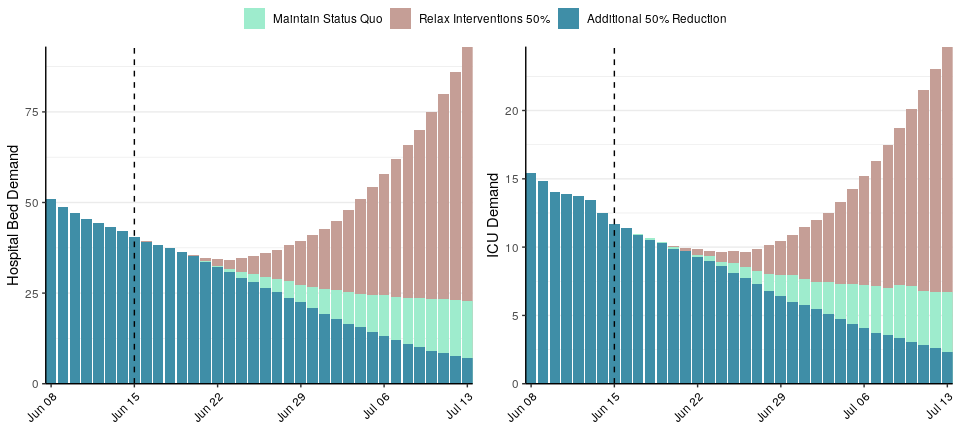 Maintain Status Quo Relax Interventions 50% Additional 50% Reduction
Hospital Bed Demand
75
50
25
0
Jun 08 Jun 15 Jun 22 Jun 29 Jul 06 Jul 13
ICU Demand
20
15
10
5
0
Jun 08 Jun 15 Jun 22 Jun 29 Jul 06 Jul 13